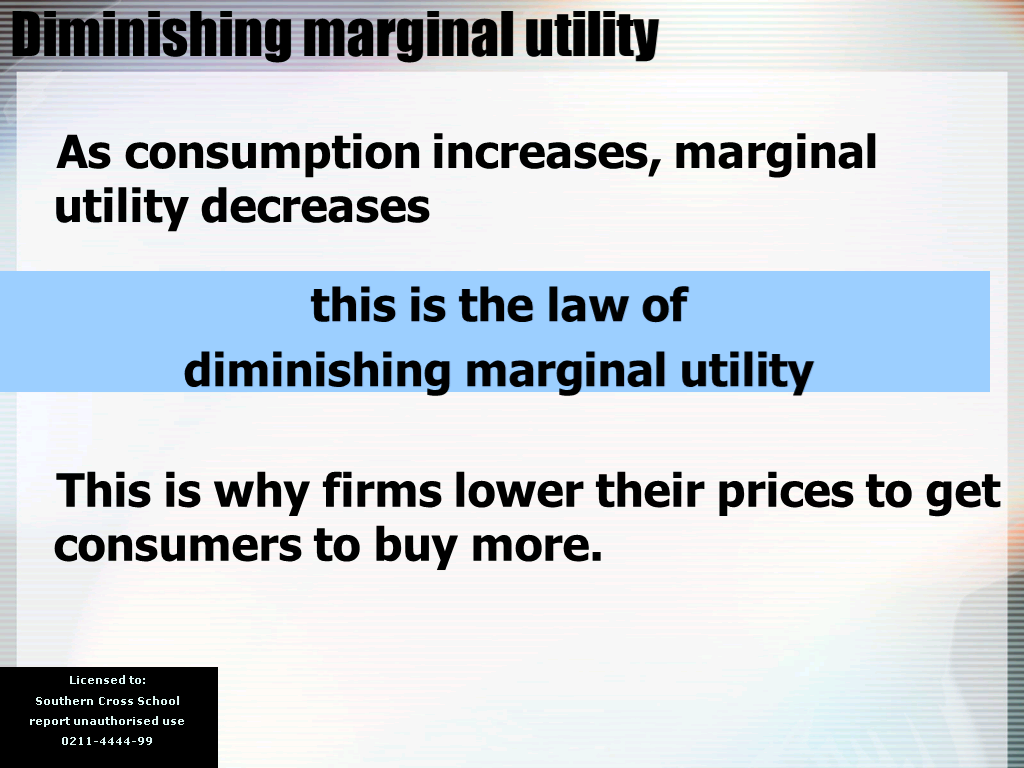 Diminishing marginal utility
As consumption increases, marginal
utility decreases
this is the law of
diminishing marginal utility
This is why firms lower their prices to get
consumers to buy more.
Licensed to:
Southern Cross School
report unauthorised use
0211-4444-99